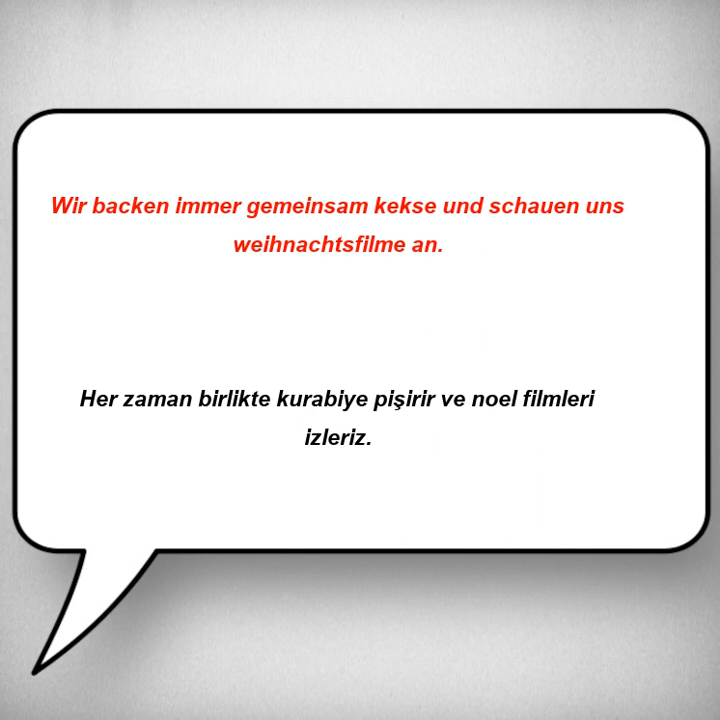 Wir backen immer gemeinsam kekse und schauen uns
weihnachtsfilme an.
Her zaman birlikte kurabiye pişirir ve noel filmleri
izleriz.